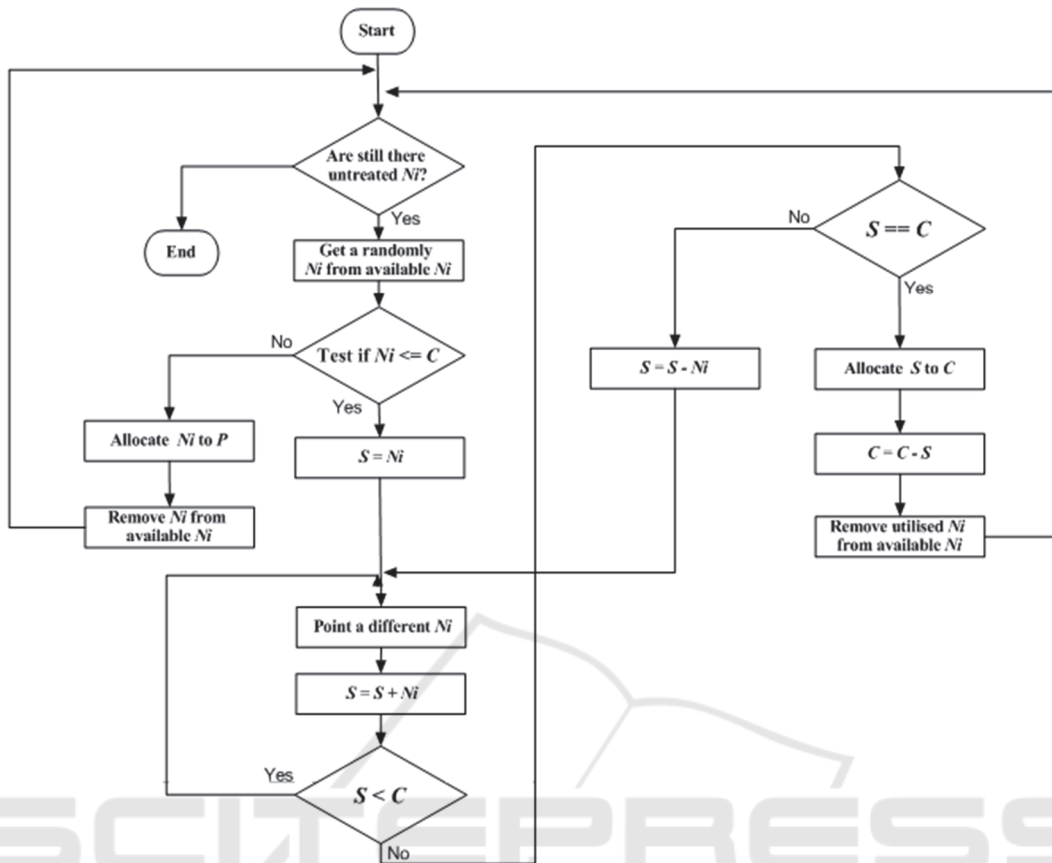 Start
Are still there
untreated Ni?
Yes
End
Get a randomly
Ni from available Ni
No
Test if Ni <= C
Yes
Allocate Ni to P
S = Ni
Remove Ni from
available Ni
Point a different Ni
S = S + Ni
Yes
S < C
No
No
S == C
Yes
S = S - Ni
Allocate S to C
C = C - S
Remove utilised Ni
from available Ni
SCITEPRESS